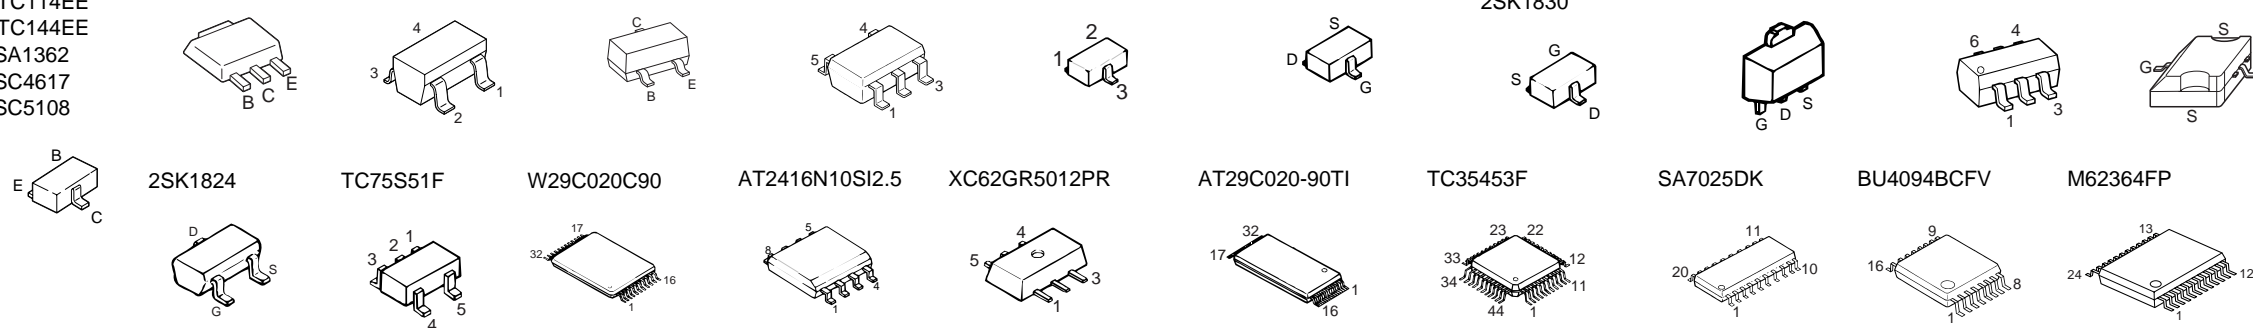 TC114EE
TC144EE
SA1362
SC4617
SC5108
B C E
4
3
1
2
C
B
E
4
5
3
1
2
1
3
S
D
G
2SK1830
G
S
D
G D S
6 4
1
3
S
G
S
B
E
C
2SK1824
D
S
G
TC75S51F
3 2 1
5
4
W29C020C90
17
32
16
1
AT2416N10SI2.5
5
8
4
1
XC62GR5012PR
4
5
3
1
AT29C020-90TI
32
17
1
16
TC35453F
23 22
33 12
34 11
44 1
SA7025DK
11
20 10
1
BU4094BCFV
9
16
8
1
M62364FP
13
24 12
1